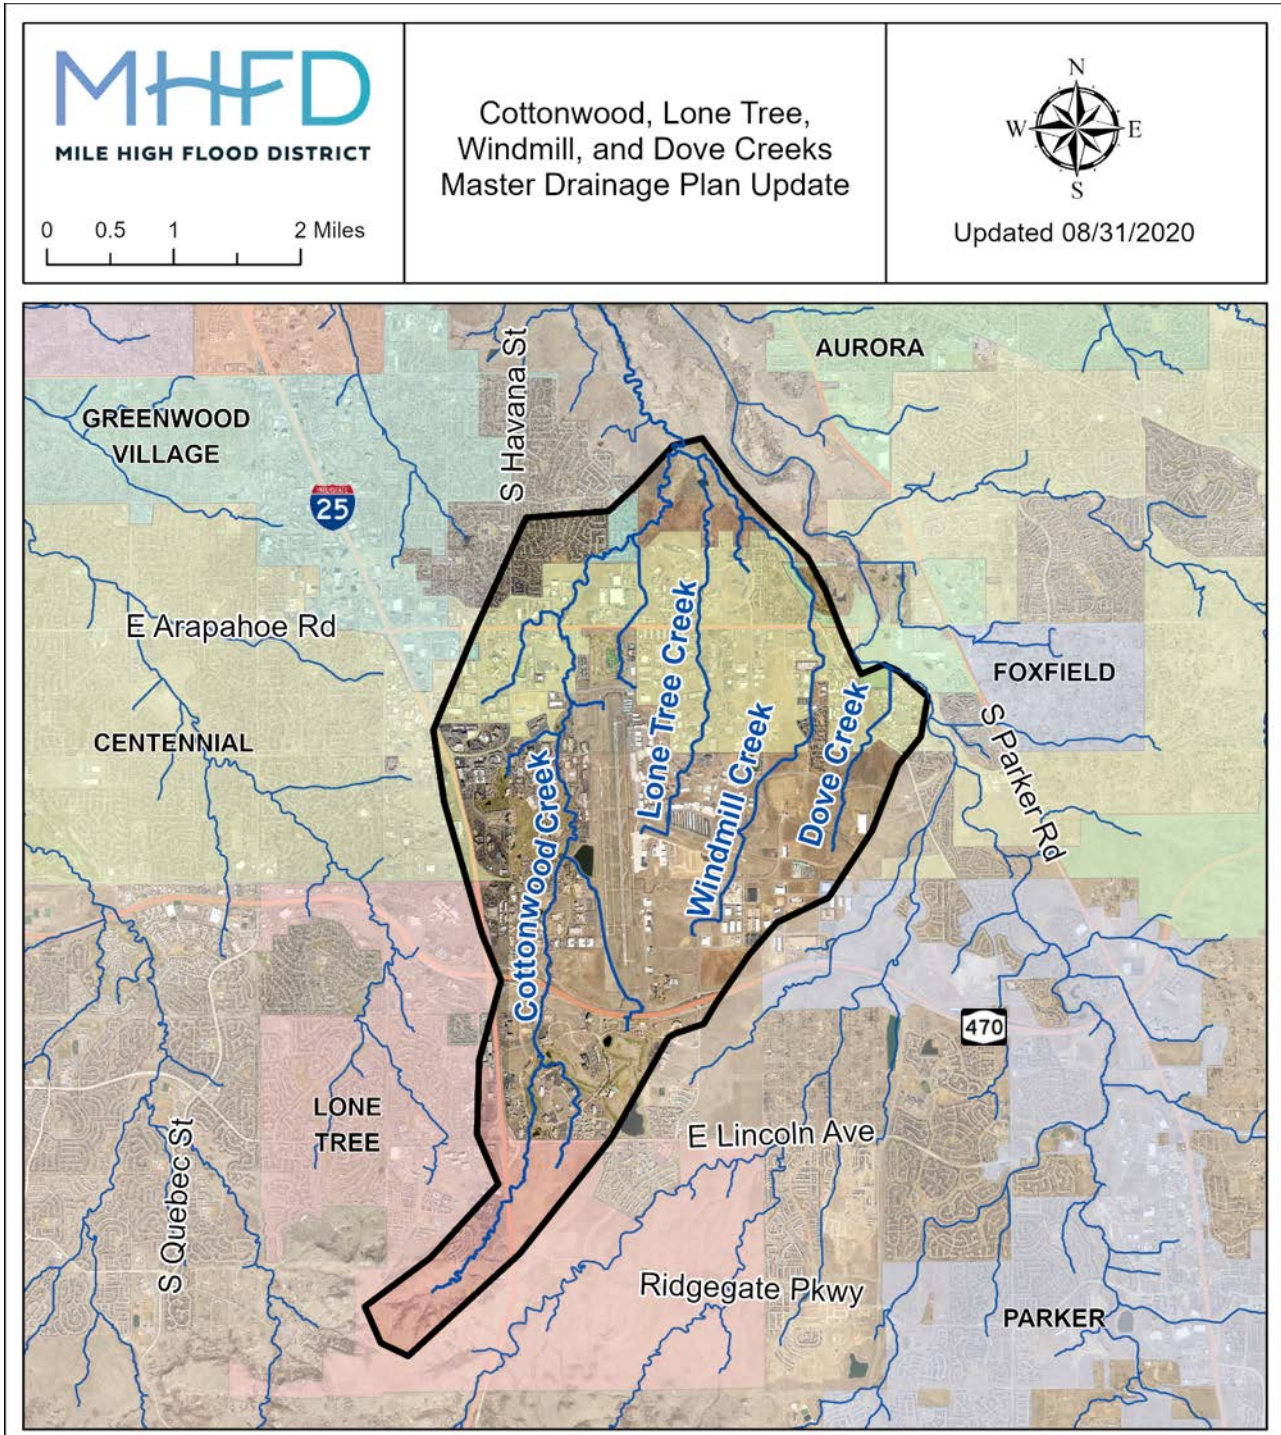 MHFD
MILE HIGH FLOOD DISTRICT
0 0.5 1 2 Miles
Cottonwood, Lone Tree,
Windmill, and Dove Creeks
Master Drainage Plan Update
N
W E
S
Updated 08/31/2020
S Havana St
AURORA
GREENWOOD
VILLAGE
INTERSTATE
25
E Arapahoe Rd
FOXFIELD
CENTENNIAL
Lone Tree Creek
Windmill Creek
Dove Creek
S Parker Rd
Cottonwood Creek
470
LONE
TREE
E Lincoln Ave
S Quebec St
Ridgegate Pkwy
PARKER